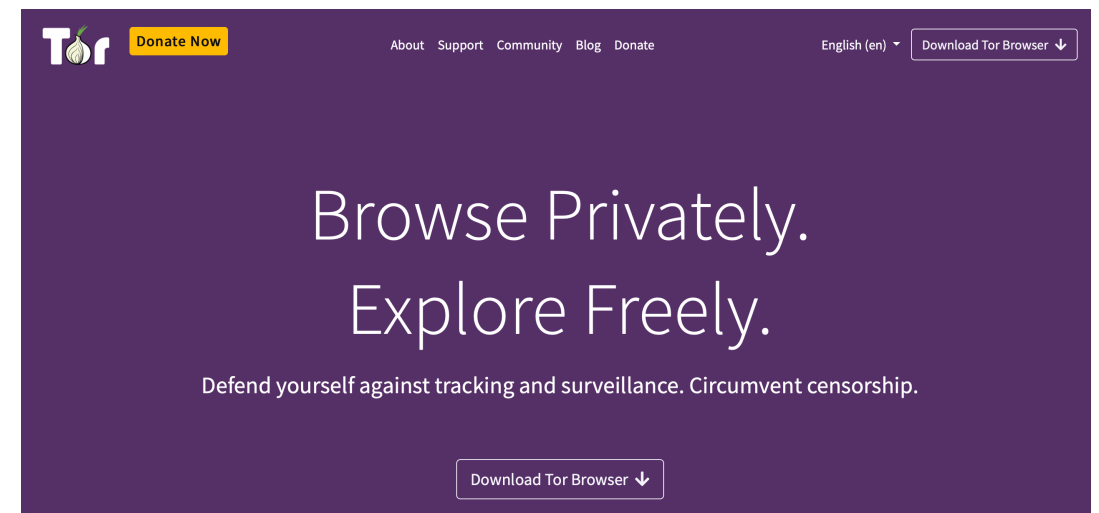 Tor
Donate Now
About Support Community Blog Donate
English (en)
Download Tor Browser
Browse Privately.
Explore Freely.
Defend yourself against tracking and surveillance. Circumvent censorship.
Download Tor Browser